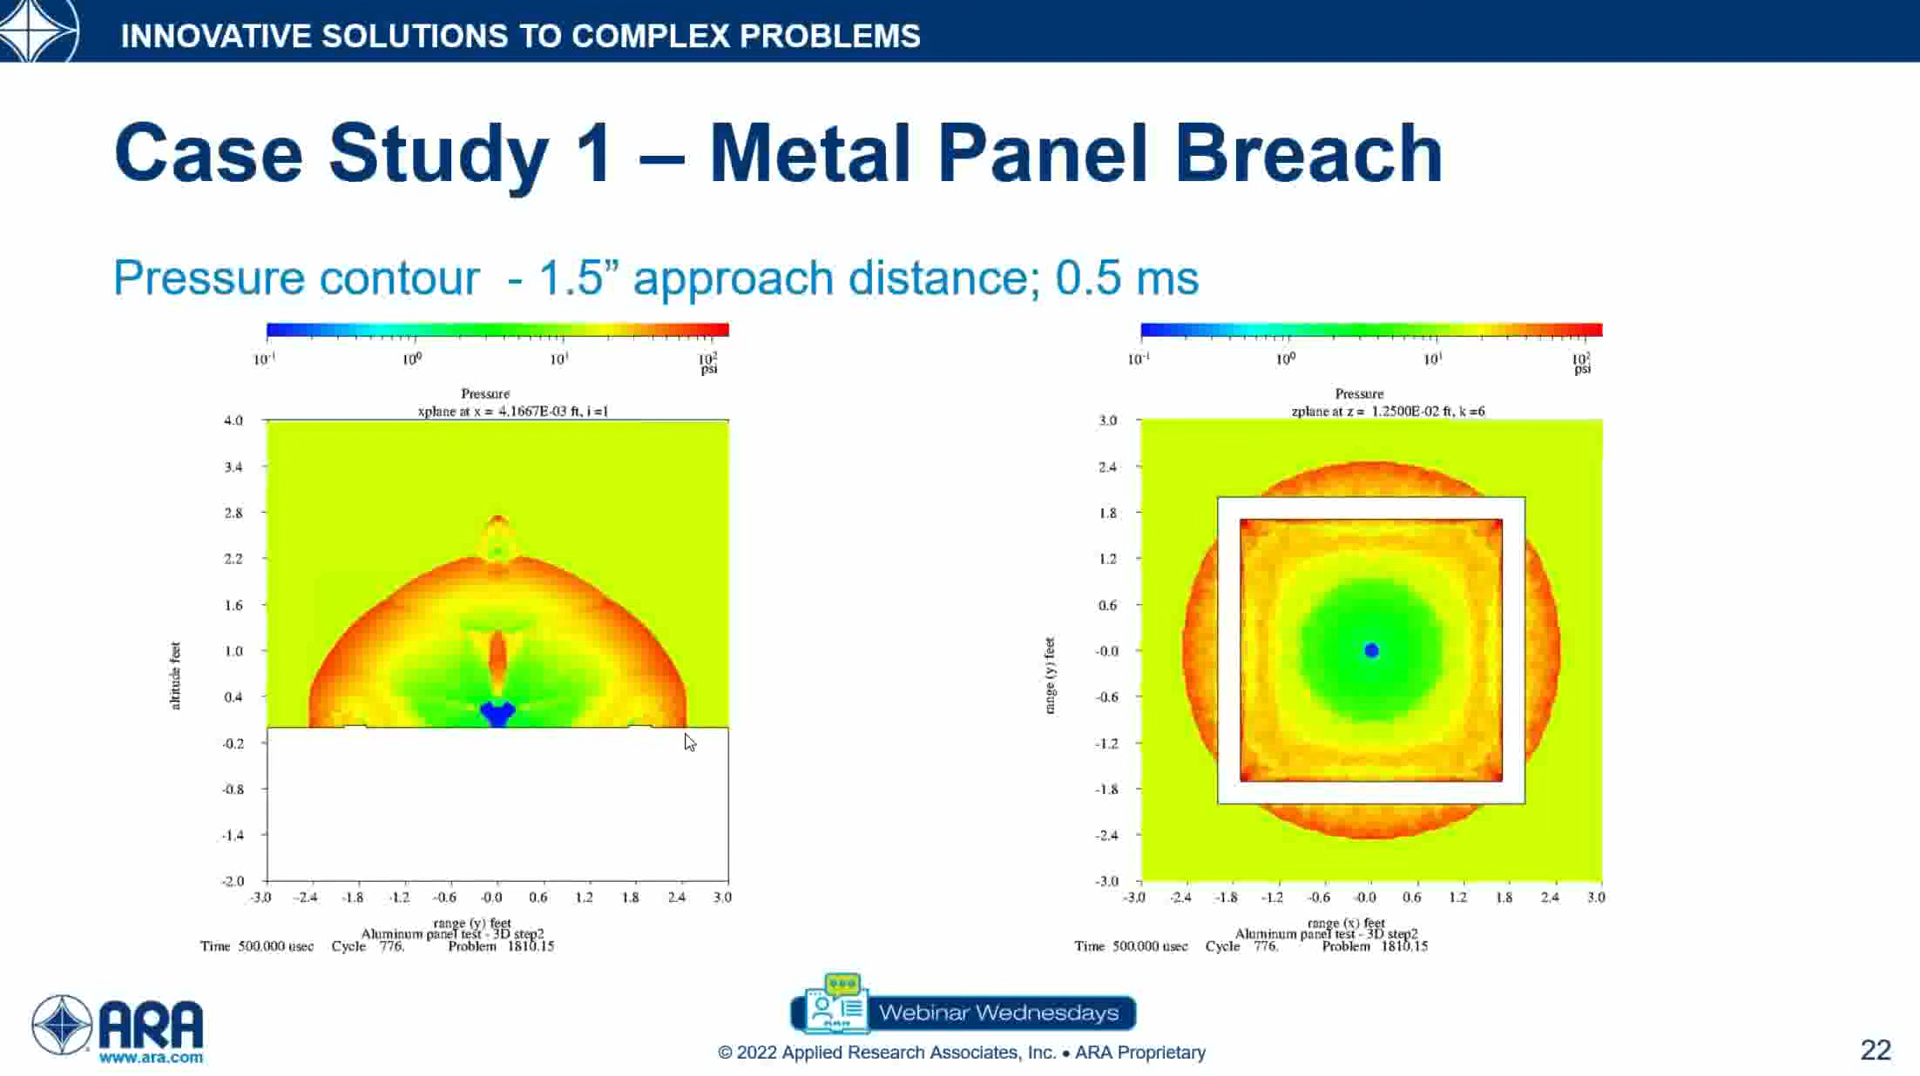 INNOVATIVE SOLUTIONS TO COMPLEX PROBLEMS
Case Study 1 – Metal Panel Breach
Pressure contour - 1.5” approach distance; 0.5 ms
10⁻¹ 10⁰ 10¹ 10²
psi
Pressure
xplane at x = 4.1667E-03 ft, i =1
4.0
3.4
2.8
2.2
1.6
1.0
0.4
-0.2
-0.8
-1.4
-2.0
altitude feet
-3.0 -2.4 -1.8 -1.2 -0.6 -0.0 0.6 1.2 1.8 2.4 3.0
range (y) feet
Aluminum panel test - 3D step2
Time 500.000 usec Cycle 776. Problem 1810.15
10⁻¹ 10⁰ 10¹ 10²
psi
Pressure
zplane at z = 1.2500E-02 ft, k =6
3.0
2.4
1.8
1.2
0.6
-0.0
-0.6
-1.2
-1.8
-2.4
-3.0
range (y) feet
-3.0 -2.4 -1.8 -1.2 -0.6 -0.0 0.6 1.2 1.8 2.4 3.0
range (x) feet
Aluminum panel test - 3D step2
Time 500.000 usec Cycle 776. Problem 1810.15
ARA
www.ara.com
Webinar Wednesdays
© 2022 Applied Research Associates, Inc. • ARA Proprietary
22